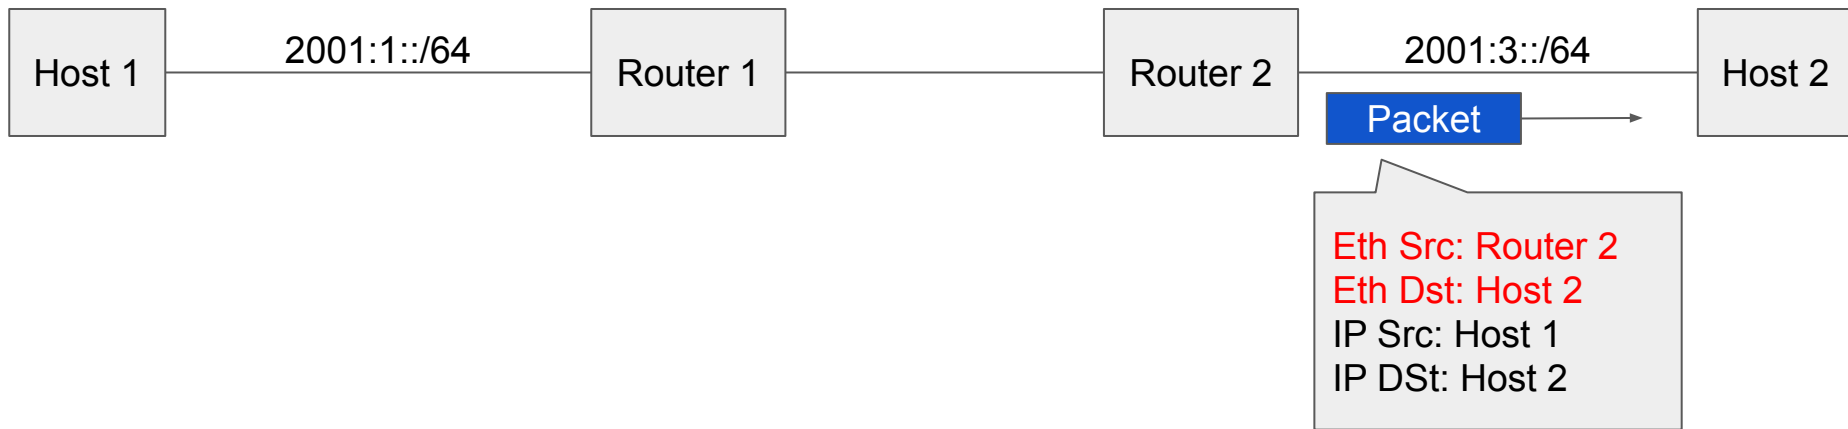 Host 1
2001:1::/64
Router 1
Router 2
2001:3::/64
Host 2
Packet
Eth Src: Router 2
Eth Dst: Host 2
IP Src: Host 1
IP DSt: Host 2